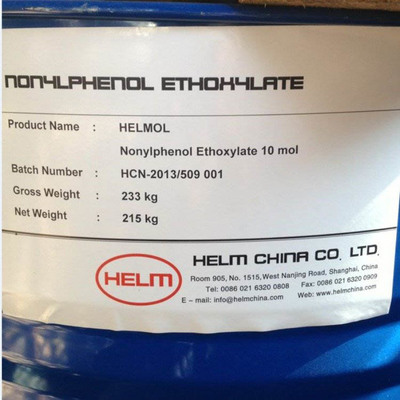 NONYLPHENOL ETHOXYLATE
Product Name : HELMOL
Nonylphenol Ethoxylate 10 mol
Batch Number : HCN-2013/509 001
Gross Weight : 233 kg
Net Weight : 215 kg
HELM
HELM CHINA CO. LTD.
Room 905, No. 1515,West Nanjing Road, Shanghai, China
Tel: 0086 021 6320 0808 Fax: 0086 021 6320 0909
E – mail: info@helmchina.com Web: www.helmchina.com